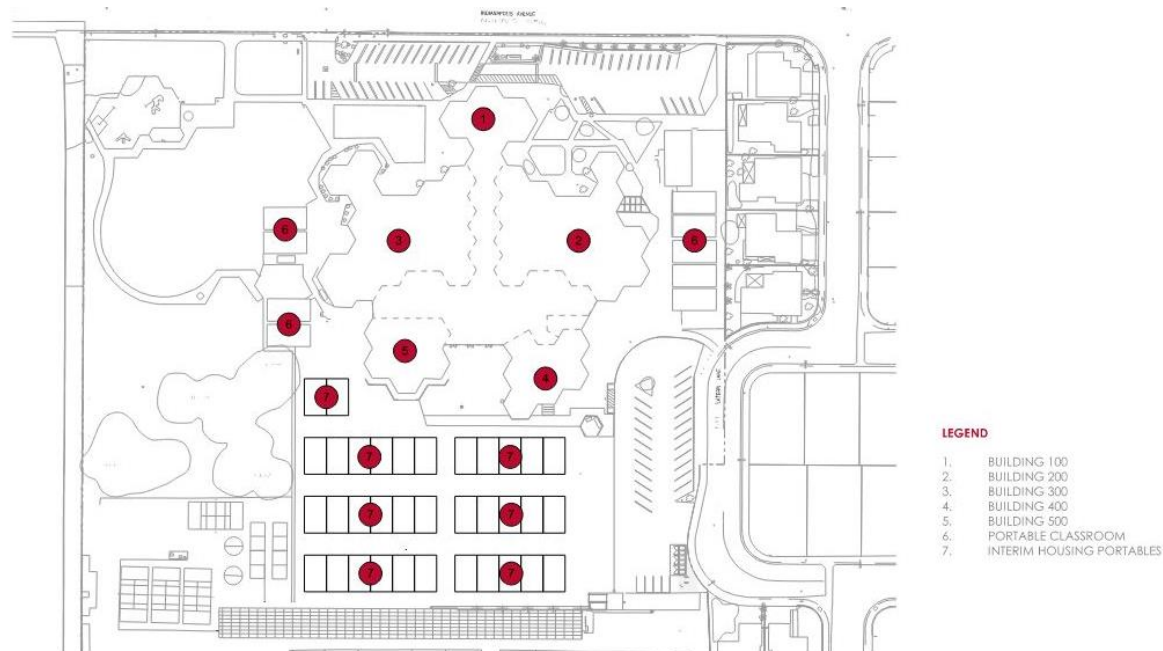 INDIANAPOLIS AVENUE
1
6
3
2
6
6
5
4
7
7
7
7
7
7
7
LEGEND
1. BUILDING 100
2. BUILDING 200
3. BUILDING 300
4. BUILDING 400
5. BUILDING 500
6. PORTABLE CLASSROOM
7. INTERIM HOUSING PORTABLES